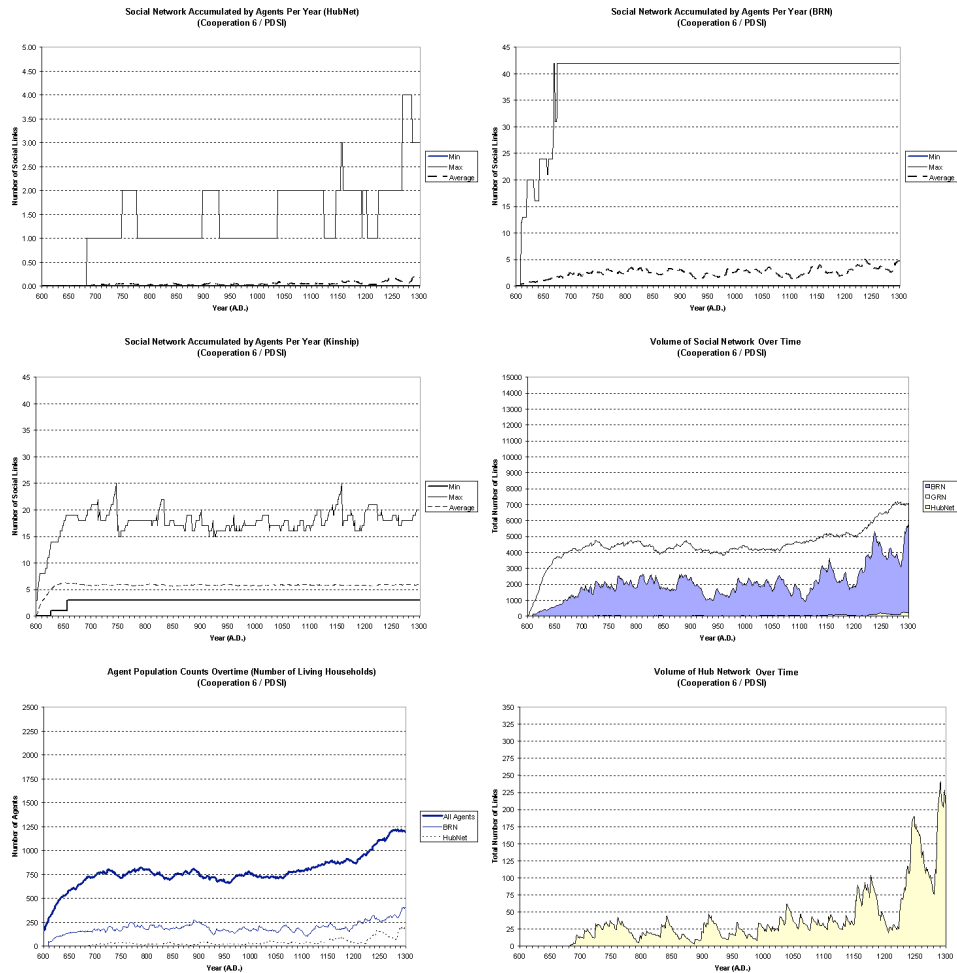 Social Network Accumulated by Agents Per Year (HubNet)
(Cooperation 6 / PDSI)
5.00
4.50
4.00
3.50
3.00
2.50
2.00
1.50
1.00
0.50
0.00
Number of Social Links
600 650 700 750 800 850 900 950 1000 1050 1100 1150 1200 1250 1300
Year (A.D.)
Min
Max
Average
Social Network Accumulated by Agents Per Year (BRN)
(Cooperation 6 / PDSI)
45
40
35
30
25
20
15
10
5
0
Number of Social Links
600 650 700 750 800 850 900 950 1000 1050 1100 1150 1200 1250 1300
Year (A.D.)
Min
Max
Average
Social Network Accumulated by Agents Per Year (Kinship)
(Cooperation 6 / PDSI)
45
40
35
30
25
20
15
10
5
0
Number of Social Links
600 650 700 750 800 850 900 950 1000 1050 1100 1150 1200 1250 1300
Year (A.D.)
Min
Max
Average
Volume of Social Network Over Time
(Cooperation 6 / PDSI)
15000
14000
13000
12000
11000
10000
9000
8000
7000
6000
5000
4000
3000
2000
1000
0
Total Number of Links
600 650 700 750 800 850 900 950 1000 1050 1100 1150 1200 1250 1300
Year (A.D.)
BRN
GRN
HubNet
Agent Population Counts Overtime (Number of Living Households)
(Cooperation 6 / PDSI)
2500
2250
2000
1750
1500
1250
1000
750
500
250
0
Number of Agents
600 650 700 750 800 850 900 950 1000 1050 1100 1150 1200 1250 1300
Year (A.D.)
All Agents
BRN
HubNet
Volume of Hub Network Over Time
(Cooperation 6 / PDSI)
350
325
300
275
250
225
200
175
150
125
100
75
50
25
0
Total Number of Links
600 650 700 750 800 850 900 950 1000 1050 1100 1150 1200 1250 1300
Year (A.D.)